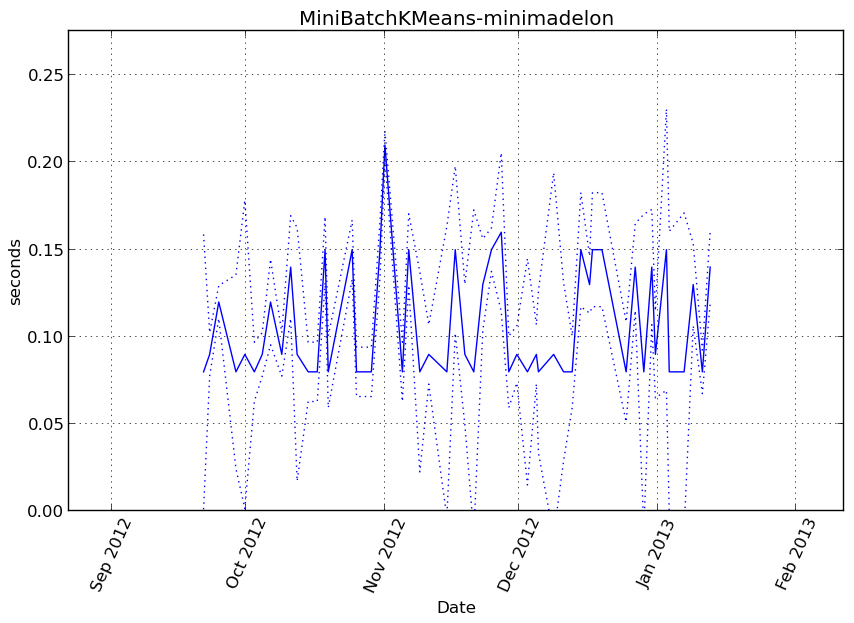 MiniBatchKMeans-minimadelon
0.25
0.20
0.15
0.10
0.05
0.00
seconds
Sep 2012
Oct 2012
Nov 2012
Dec 2012
Jan 2013
Feb 2013
Date